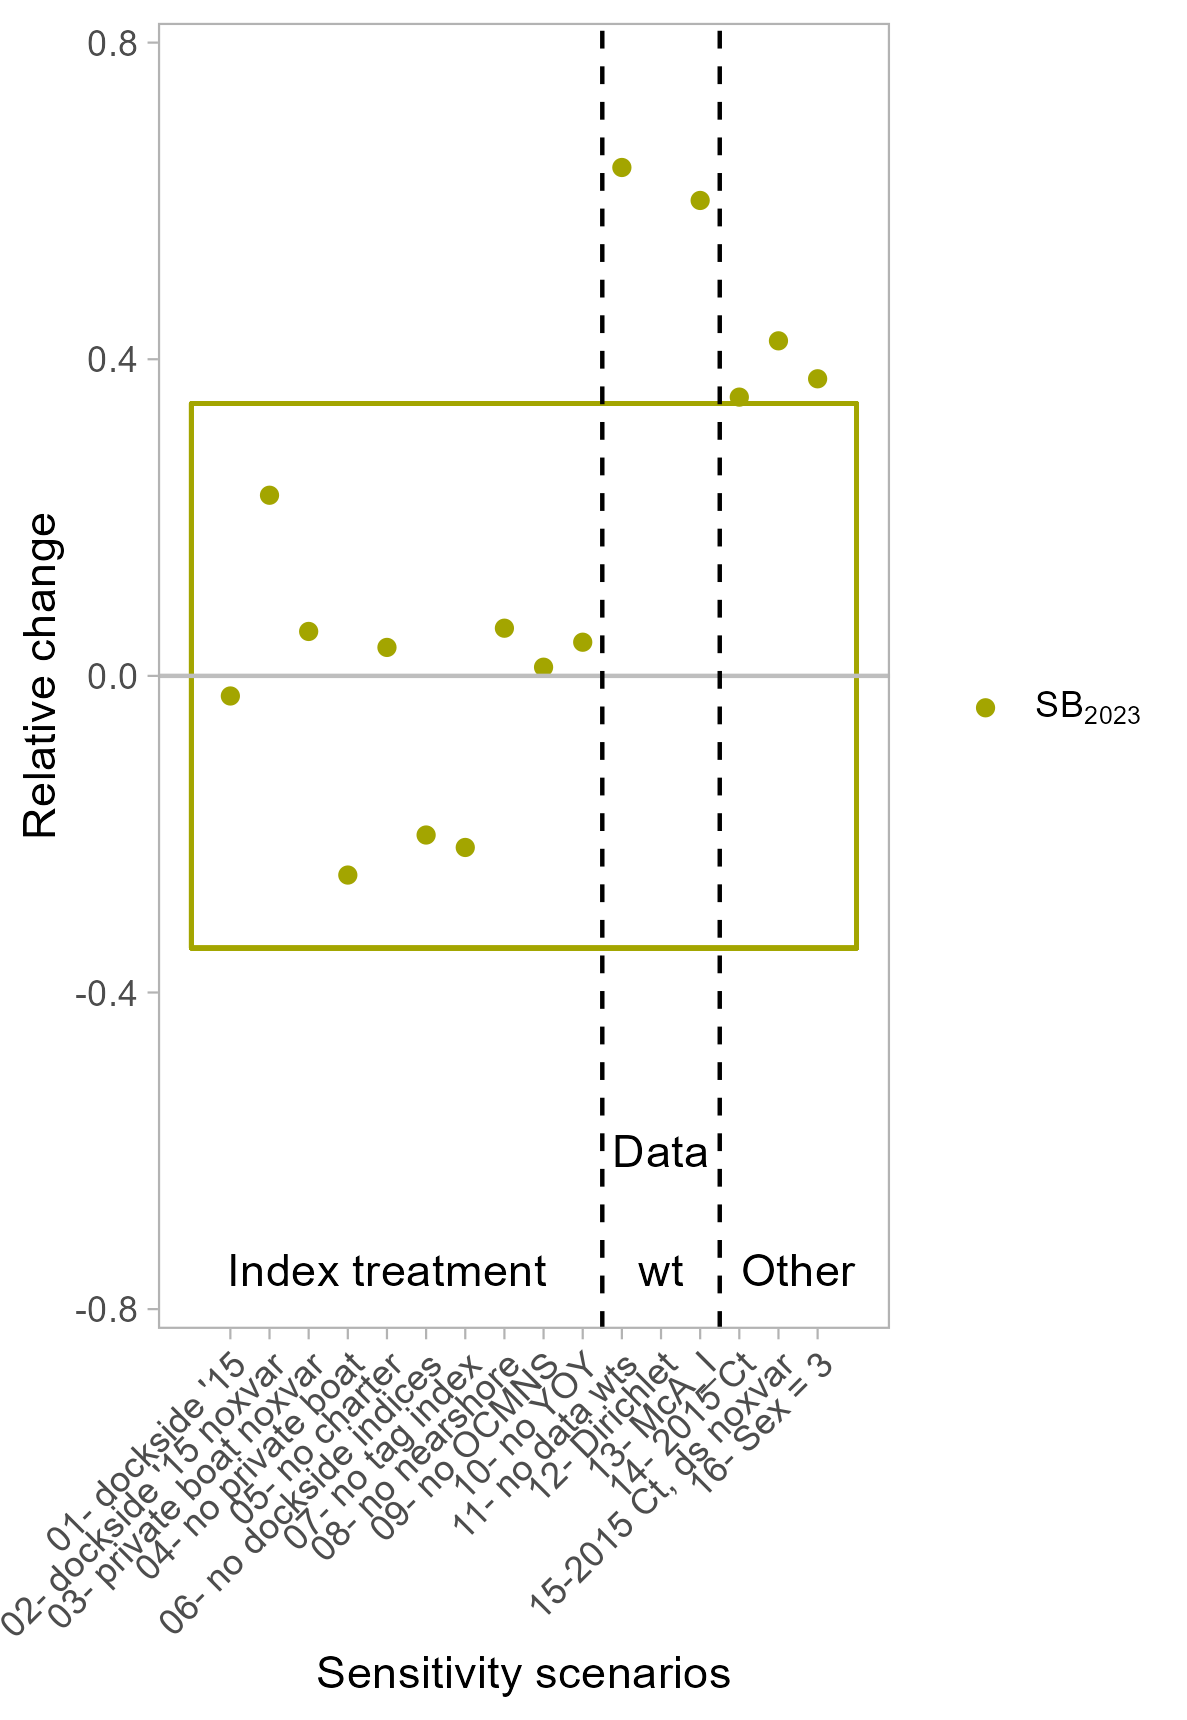 0.8
0.4
0.0
-0.4
-0.8
Relative change
SB2023
Data
Index treatment
wt
Other
01- dockside '15
02- dockside '15 noxvar
03- private boat noxvar
04- no private boat
05- no charter
06- no dockside indices
07- no tag index
08- no nearshore
09- no OCMNS
10- no YOY
11- no data wts
12- Dirichlet
13- McA_I
14- 2015 Ct
15-2015 Ct, ds noxvar
16- Sex = 3
Sensitivity scenarios